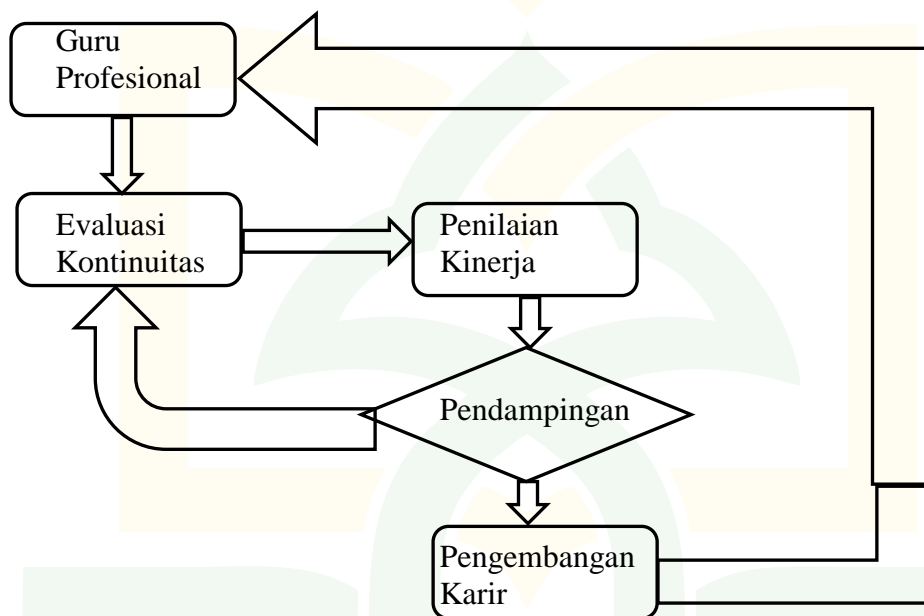 Guru
Profesional
Evaluasi
Kontinuitas
Penilaian
Kinerja
Pendampingan
Pengembangan
Karir